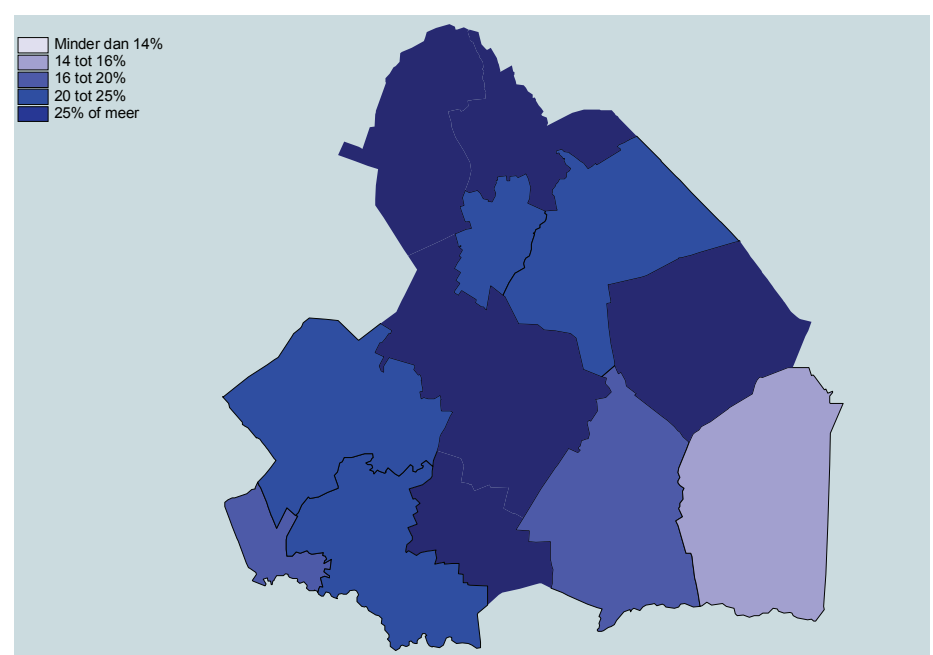 Minder dan 14%
14 tot 16%
16 tot 20%
20 tot 25%
25% of meer